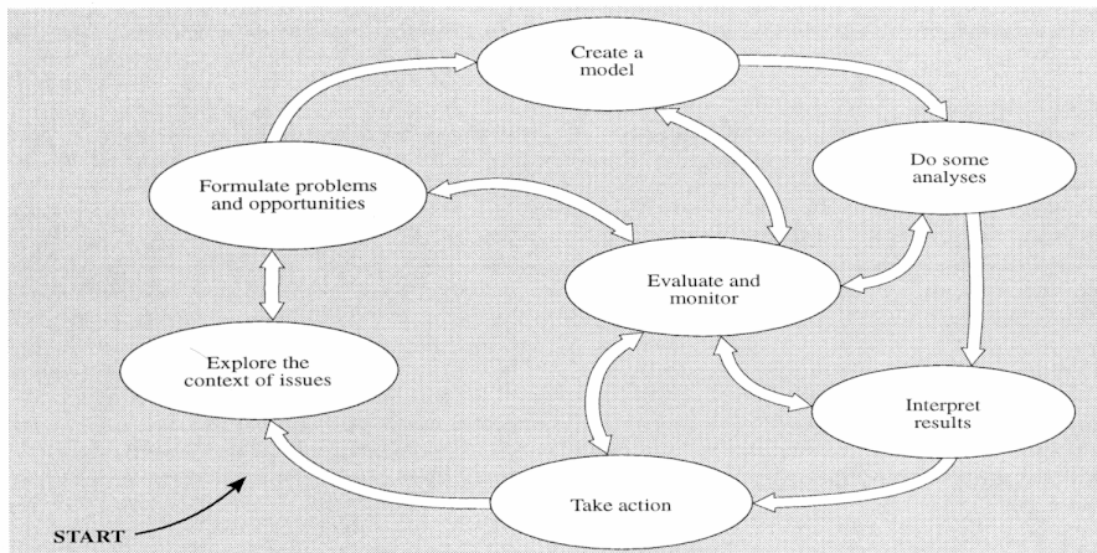 Create a
model
Do some
analyses
Formulate problems
and opportunities
Evaluate and
monitor
Explore the
context of issues
Interpret
results
Take action
START